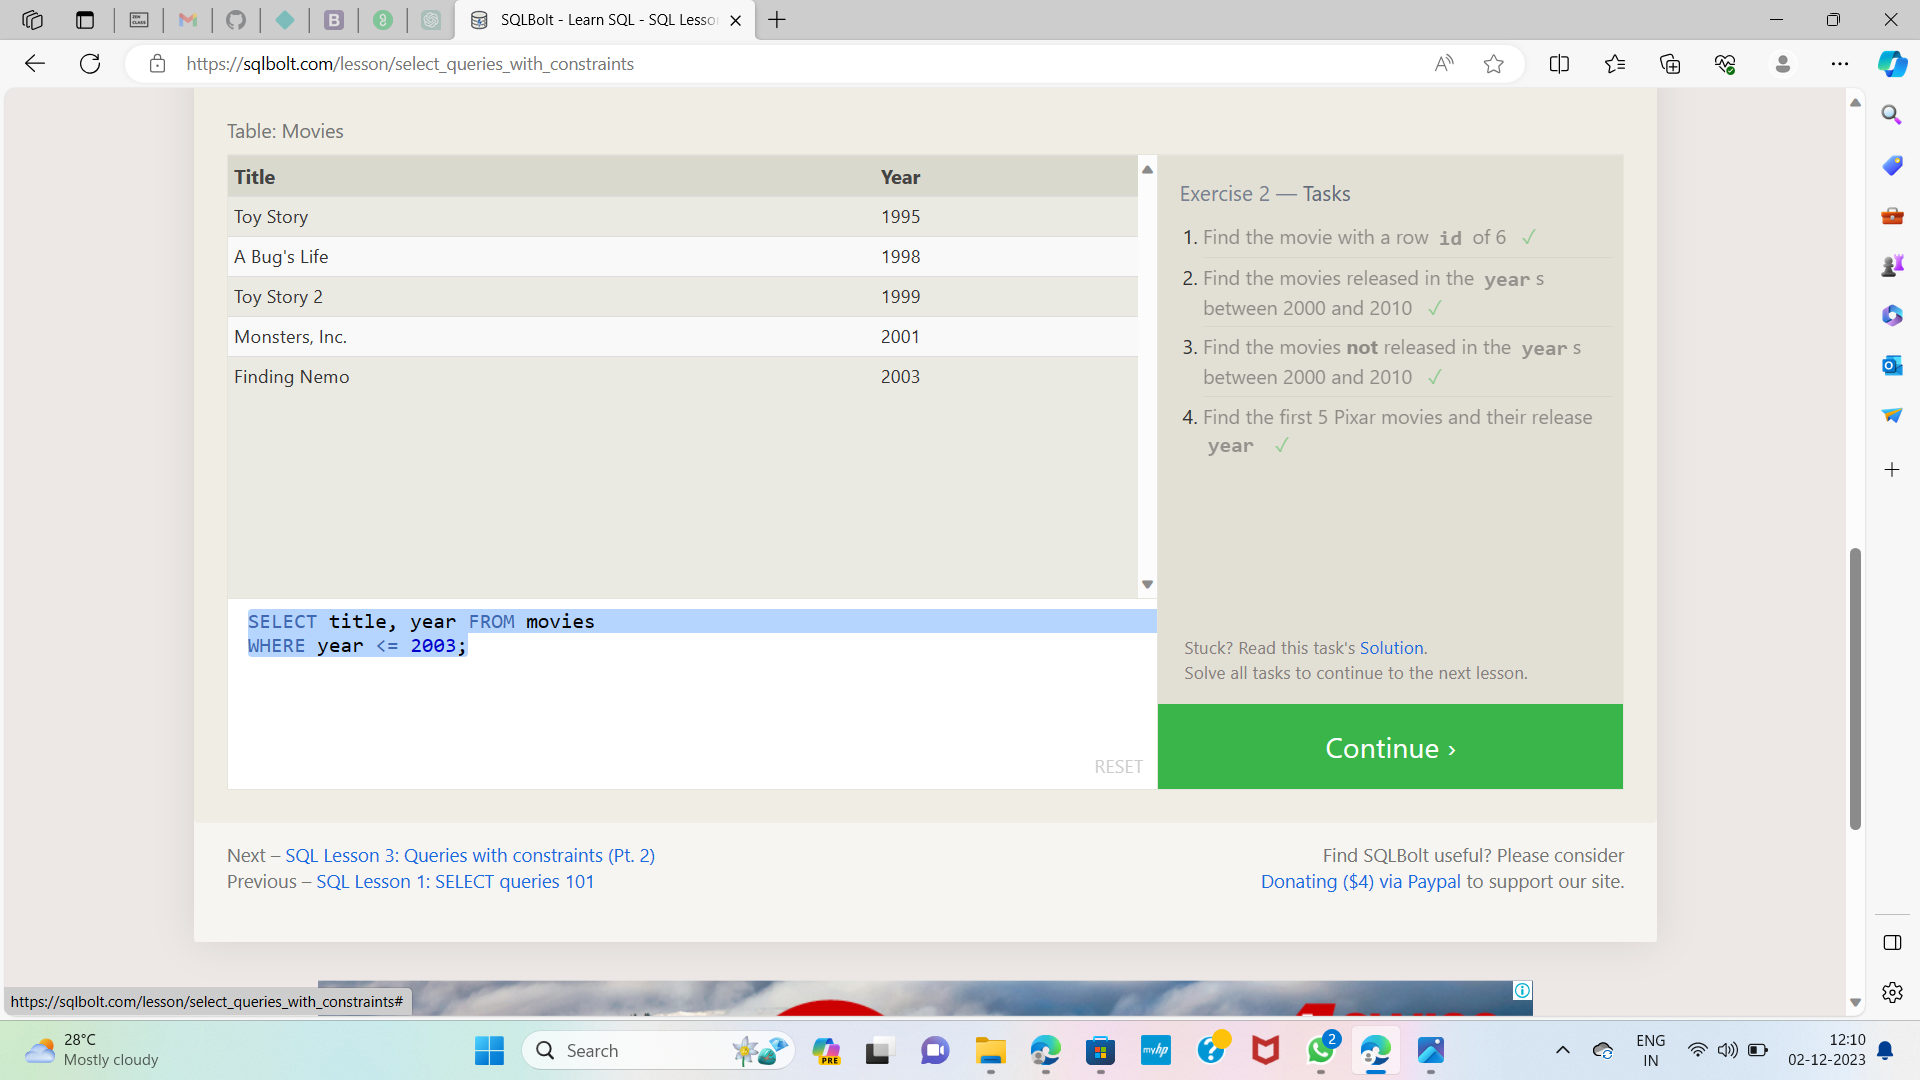 SQLBolt - Learn SQL - SQL Lesso
https://sqlbolt.com/lesson/select_queries_with_constraints
Table: Movies
Title Year
Toy Story 1995
A Bug's Life 1998
Toy Story 2 1999
Monsters, Inc. 2001
Finding Nemo 2003
Exercise 2 — Tasks
1. Find the movie with a row id of 6 ✓
2. Find the movies released in the year s
between 2000 and 2010 ✓
3. Find the movies not released in the year s
between 2000 and 2010 ✓
4. Find the first 5 Pixar movies and their release
year ✓
SELECT title, year FROM movies
WHERE year <= 2003;
RESET
Stuck? Read this task's Solution.
Solve all tasks to continue to the next lesson.
Continue ›
Next – SQL Lesson 3: Queries with constraints (Pt. 2)
Previous – SQL Lesson 1: SELECT queries 101
Find SQLBolt useful? Please consider
Donating ($4) via Paypal to support our site.
https://sqlbolt.com/lesson/select_queries_with_constraints#
28°C
Mostly cloudy
Search
PRE
myhp
2
ENG
IN
12:10
02-12-2023